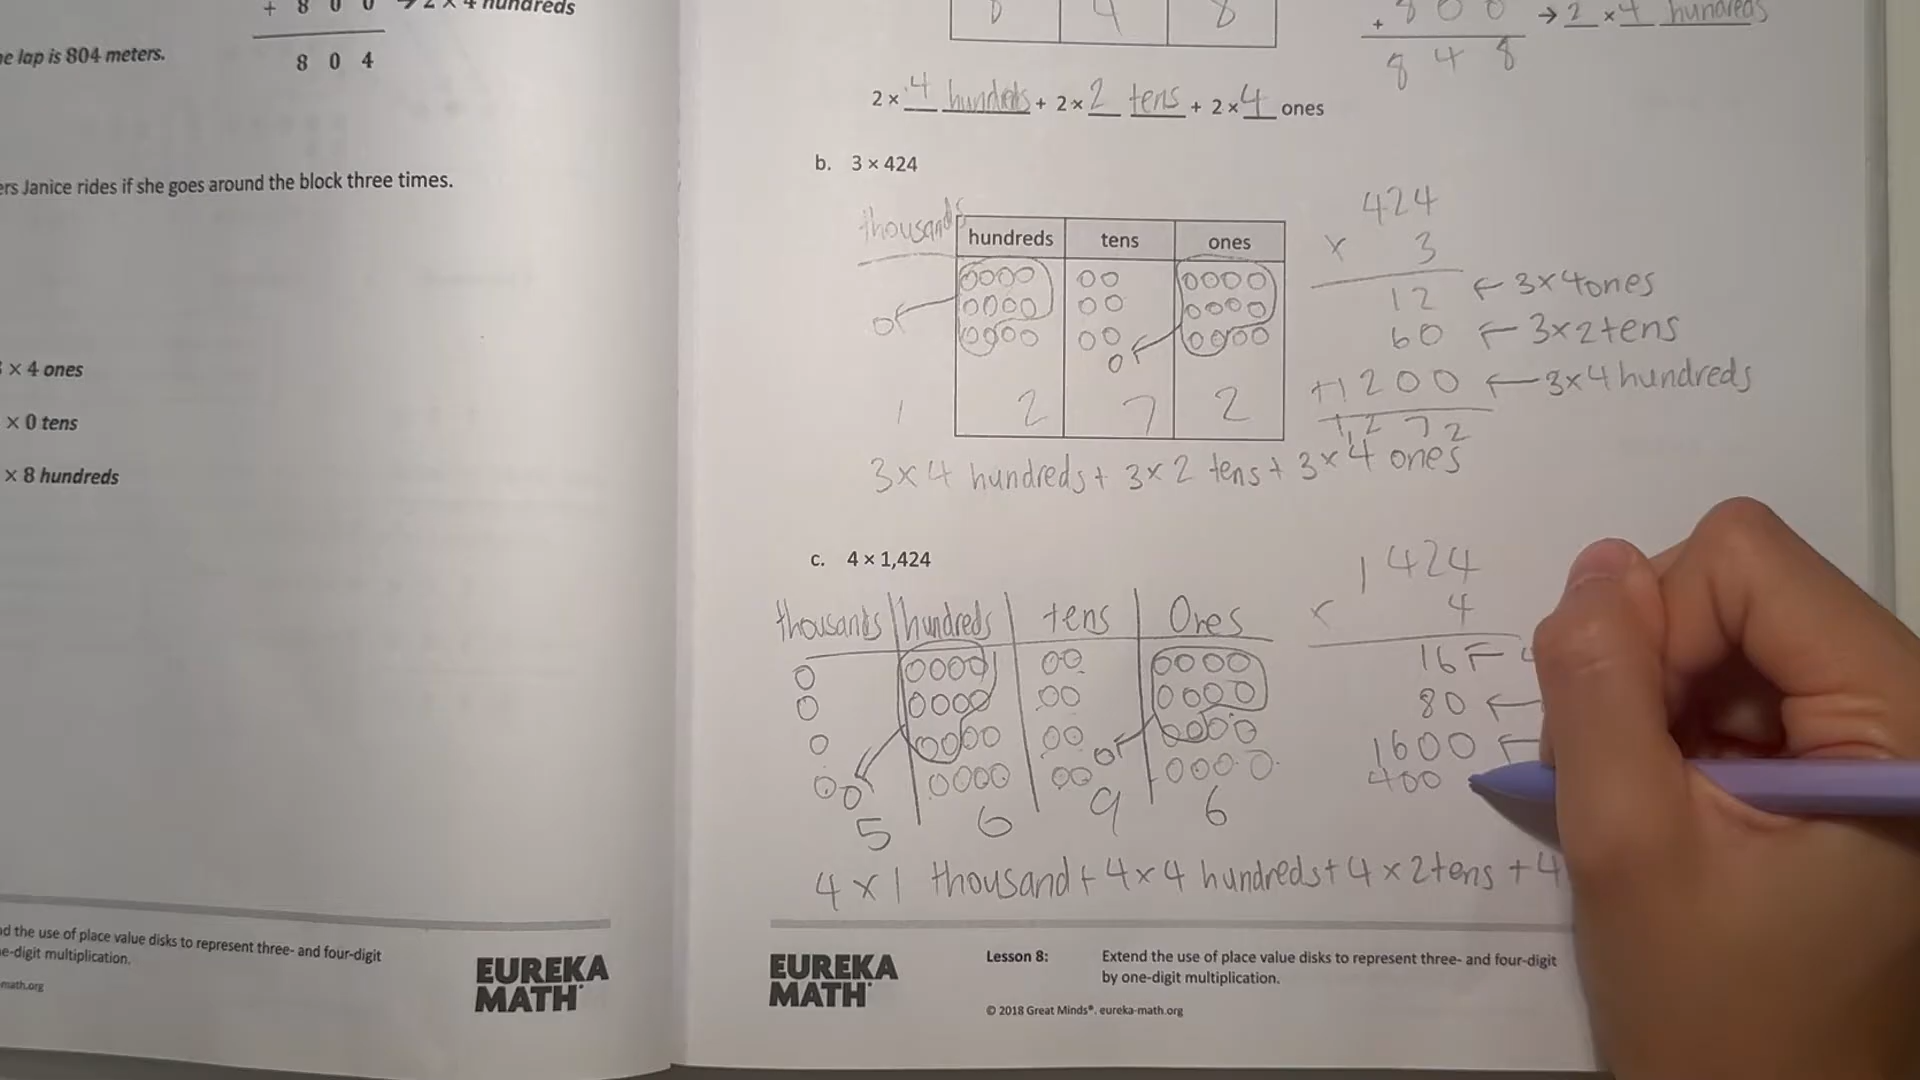 + 8 0 0 → 2 × 4 hundreds
8 0 4
lap is 804 meters.
Janice rides if she goes around the block three times.
× 4 ones
× 0 tens
× 8 hundreds
the use of place value disks to represent three- and four-digit
multiplication.
math.org
EUREKA
MATH
4 8
+ 8 0 0 → 2 × 4 hundreds
8 4 8
2 × 4 hundreds + 2 × 2 tens + 2 × 4 ones
b. 3 × 424
thousands hundreds tens ones
1 2 7 2
424
× 3
12 ← 3×4 ones
60 ← 3×2 tens
+1200 ← 3×4 hundreds
1,272
3×4 hundreds + 3×2 tens + 3×4 ones
c. 4 × 1,424
thousands hundreds tens Ones
5 6 9 6
1424
× 4
16 ←
80 ←
1600 ←
400
4×1 thousand + 4×4 hundreds + 4×2 tens + 4
EUREKA
MATH
Lesson 8: Extend the use of place value disks to represent three- and four-digit
by one-digit multiplication.
© 2018 Great Minds®. eureka-math.org